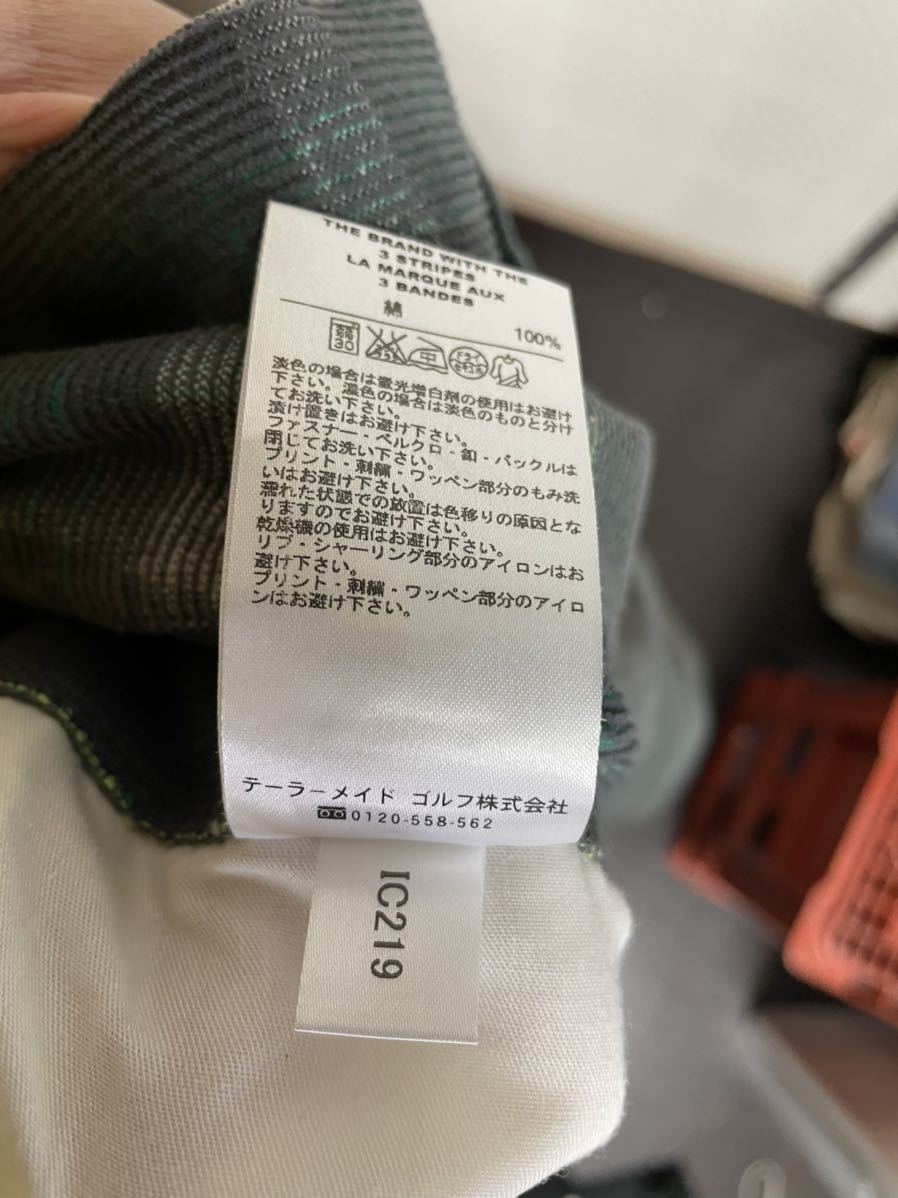 THE BRAND WITH THE
3 STRIPES
LA MARQUE AUX
3 BANDES
綿 100%
30
淡色の場合は蛍光増白剤の使用はお避け
下さい。濃色の場合は淡色のものと分け
てお洗い下さい。
漬け置きはお避け下さい。
ファスナー・ベルクロ・釦・バックルは
閉じてお洗い下さい。
プリント・刺繍・ワッペン部分のもみ洗
いはお避け下さい。
濡れた状態での放置は色移りの原因とな
りますのでお避け下さい。
乾燥機の使用はお避け下さい。
リブ・シャーリング部分のアイロンはお
避け下さい。
プリント・刺繍・ワッペン部分のアイロ
ンはお避け下さい。
テーラーメイド ゴルフ株式会社
0120-558-562
IC219